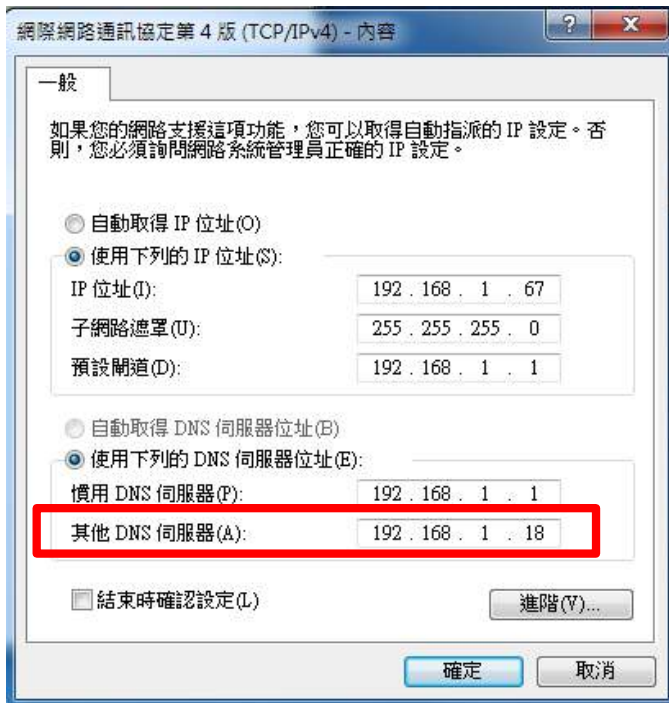 網際網路通訊協定第 4 版 (TCP/IPv4) - 內容
?
一般
如果您的網路支援這項功能，您可以取得自動指派的 IP 設定。否
則，您必須詢問網路系統管理員正確的 IP 設定。
自動取得 IP 位址(O)
使用下列的 IP 位址(S):
IP 位址(I): 192 . 168 . 1 . 67
子網路遮罩(U): 255 . 255 . 255 . 0
預設閘道(D): 192 . 168 . 1 . 1
自動取得 DNS 伺服器位址(B)
使用下列的 DNS 伺服器位址(E):
慣用 DNS 伺服器(P): 192 . 168 . 1 . 1
其他 DNS 伺服器(A): 192 . 168 . 1 . 18
結束時確認設定(L)
進階(V)...
確定 取消